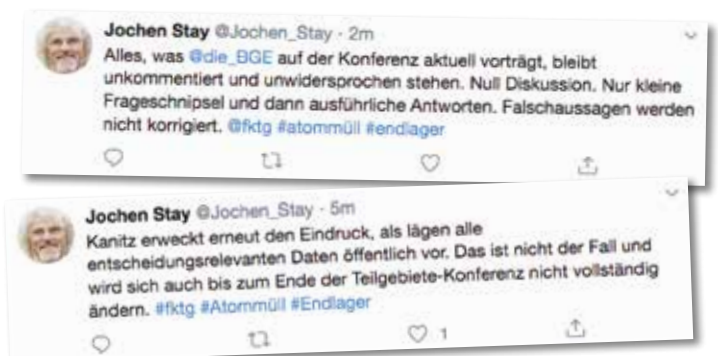 Jochen Stay @Jochen_Stay · 2m
Alles, was @die_BGE auf der Konferenz aktuell vorträgt, bleibt
unkommentiert und unwidersprochen stehen. Null Diskussion. Nur kleine
Frageschnipsel und dann ausführliche Antworten. Falschaussagen werden
nicht korrigiert. @fktg #atommüll #endlager
Jochen Stay @Jochen_Stay · 5m
Kanitz erweckt erneut den Eindruck, als lägen alle
entscheidungsrelevanten Daten öffentlich vor. Das ist nicht der Fall und
wird sich auch bis zum Ende der Teilgebiete-Konferenz nicht vollständig
ändern. #fktg #Atommüll #Endlager
1